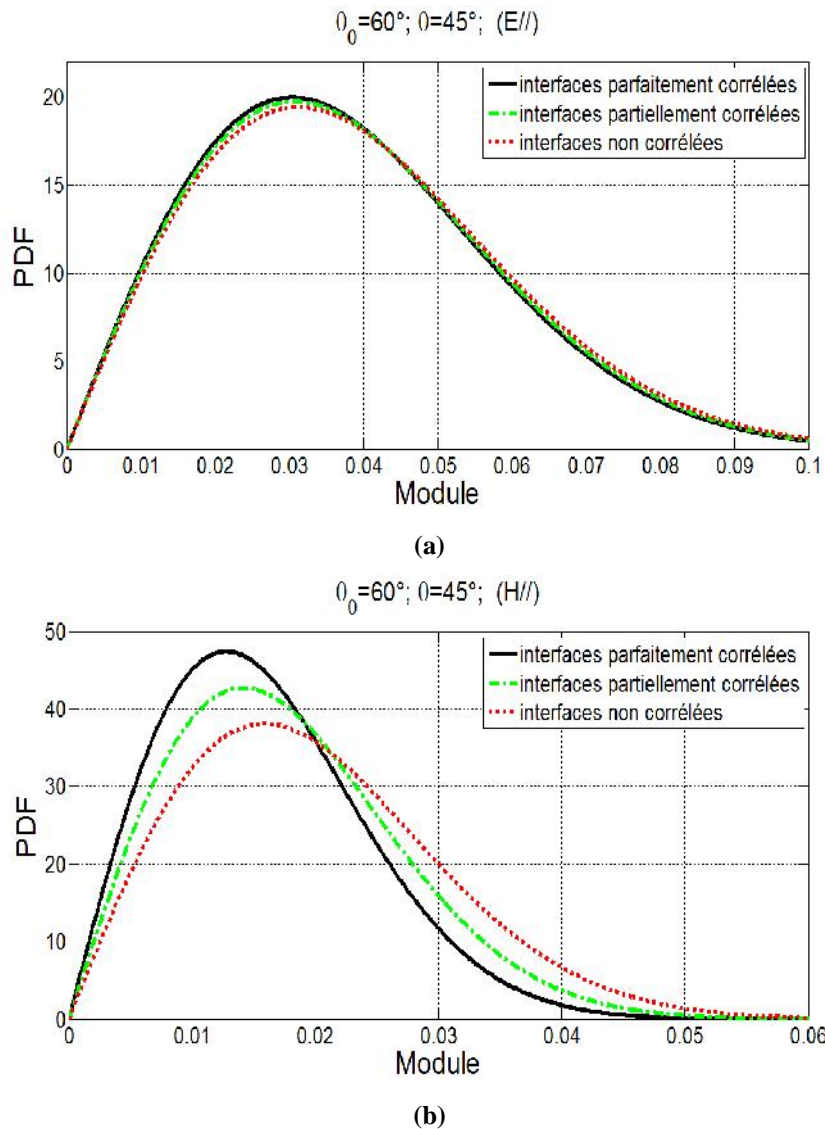 θ0=60°; θ=45°; (E//)
20
15
10
5
0
PDF
interfaces parfaitement corrélées
interfaces partiellement corrélées
interfaces non corrélées
0 0.01 0.02 0.03 0.04 0.05 0.06 0.07 0.08 0.09 0.1
Module
(a)
θ0=60°; θ=45°; (H//)
50
40
30
20
10
0
PDF
interfaces parfaitement corrélées
interfaces partiellement corrélées
interfaces non corrélées
0 0.01 0.02 0.03 0.04 0.05 0.06
Module
(b)